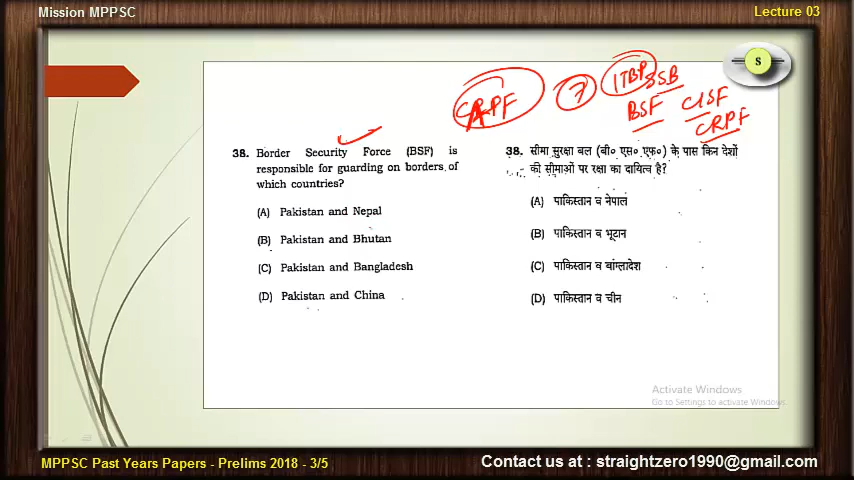 Mission MPPSC
Lecture 03
S
CAPF
7
ITBP
SSB
BSF
CISF
CRPF
38. Border Security Force (BSF) is
responsible for guarding on borders of
which countries?
(A) Pakistan and Nepal
(B) Pakistan and Bhutan
(C) Pakistan and Bangladesh
(D) Pakistan and China
38. सीमा सुरक्षा बल (बी० एस० एफ०) के पास किन देशों
की सीमाओं पर रक्षा का दायित्व है?
(A) पाकिस्तान व नेपाल
(B) पाकिस्तान व भूटान
(C) पाकिस्तान व बांग्लादेश
(D) पाकिस्तान व चीन
Activate Windows
Go to Settings to activate Windows.
MPPSC Past Years Papers - Prelims 2018 - 3/5
Contact us at : straightzero1990@gmail.com